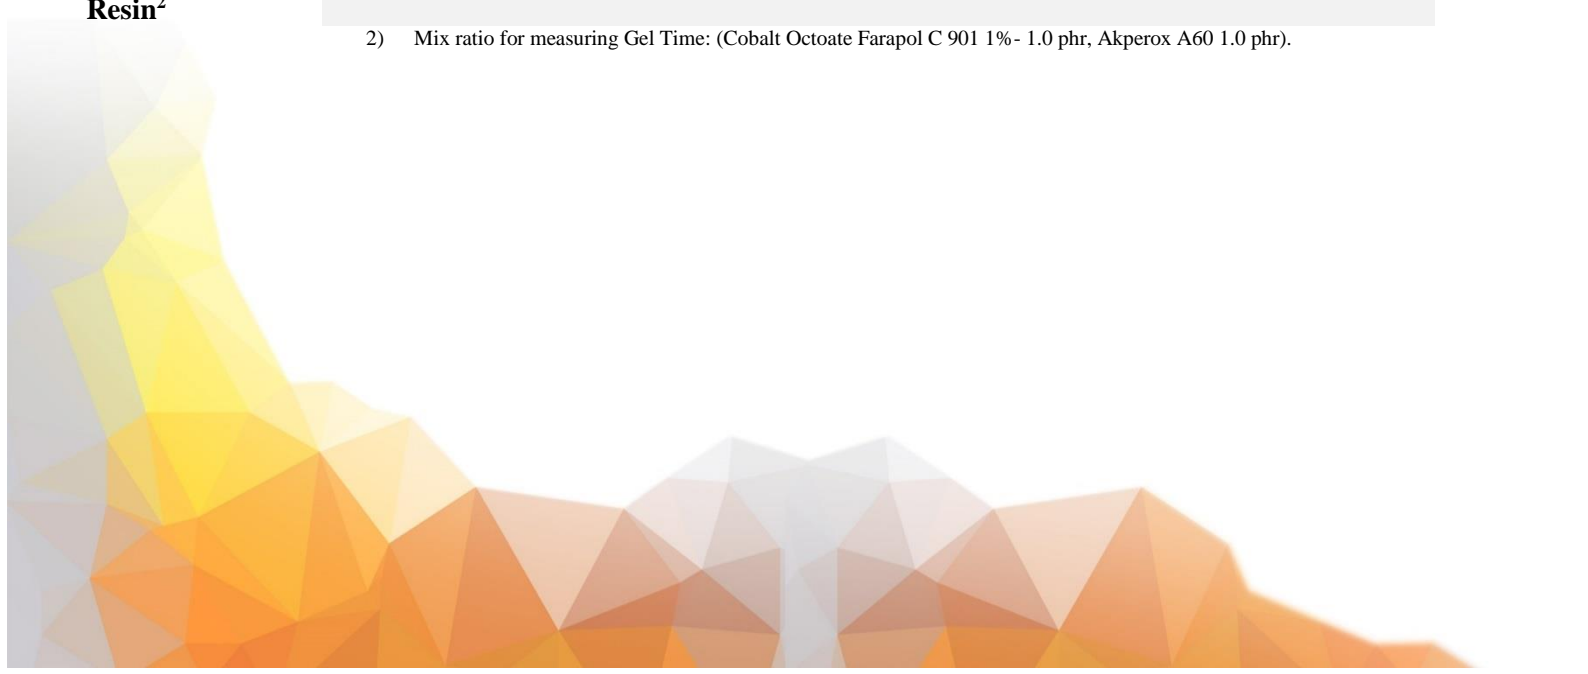 Resin²
2) Mix ratio for measuring Gel Time: (Cobalt Octoate Farapol C 901 1%- 1.0 phr, Akperox A60 1.0 phr).